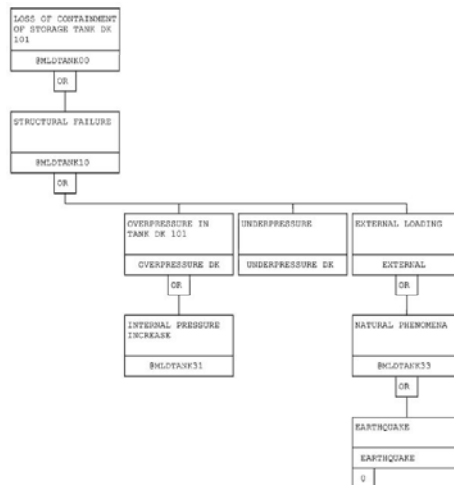 LOSS OF CONTAINMENT
OF STORAGE TANK DK
101
@MLDTANK00
OR
STRUCTURAL FAILURE
@MLDTANK10
OR
OVERPRESSURE IN
TANK DK 101
OVERPRESSURE DK
OR
INTERNAL PRESSURE
INCREASE
@MLDTANK31
UNDERPRESSURE
UNDERPRESSURE DK
EXTERNAL LOADING
EXTERNAL
OR
NATURAL PHENOMENA
@MLDTANK33
OR
EARTHQUAKE
EARTHQUAKE